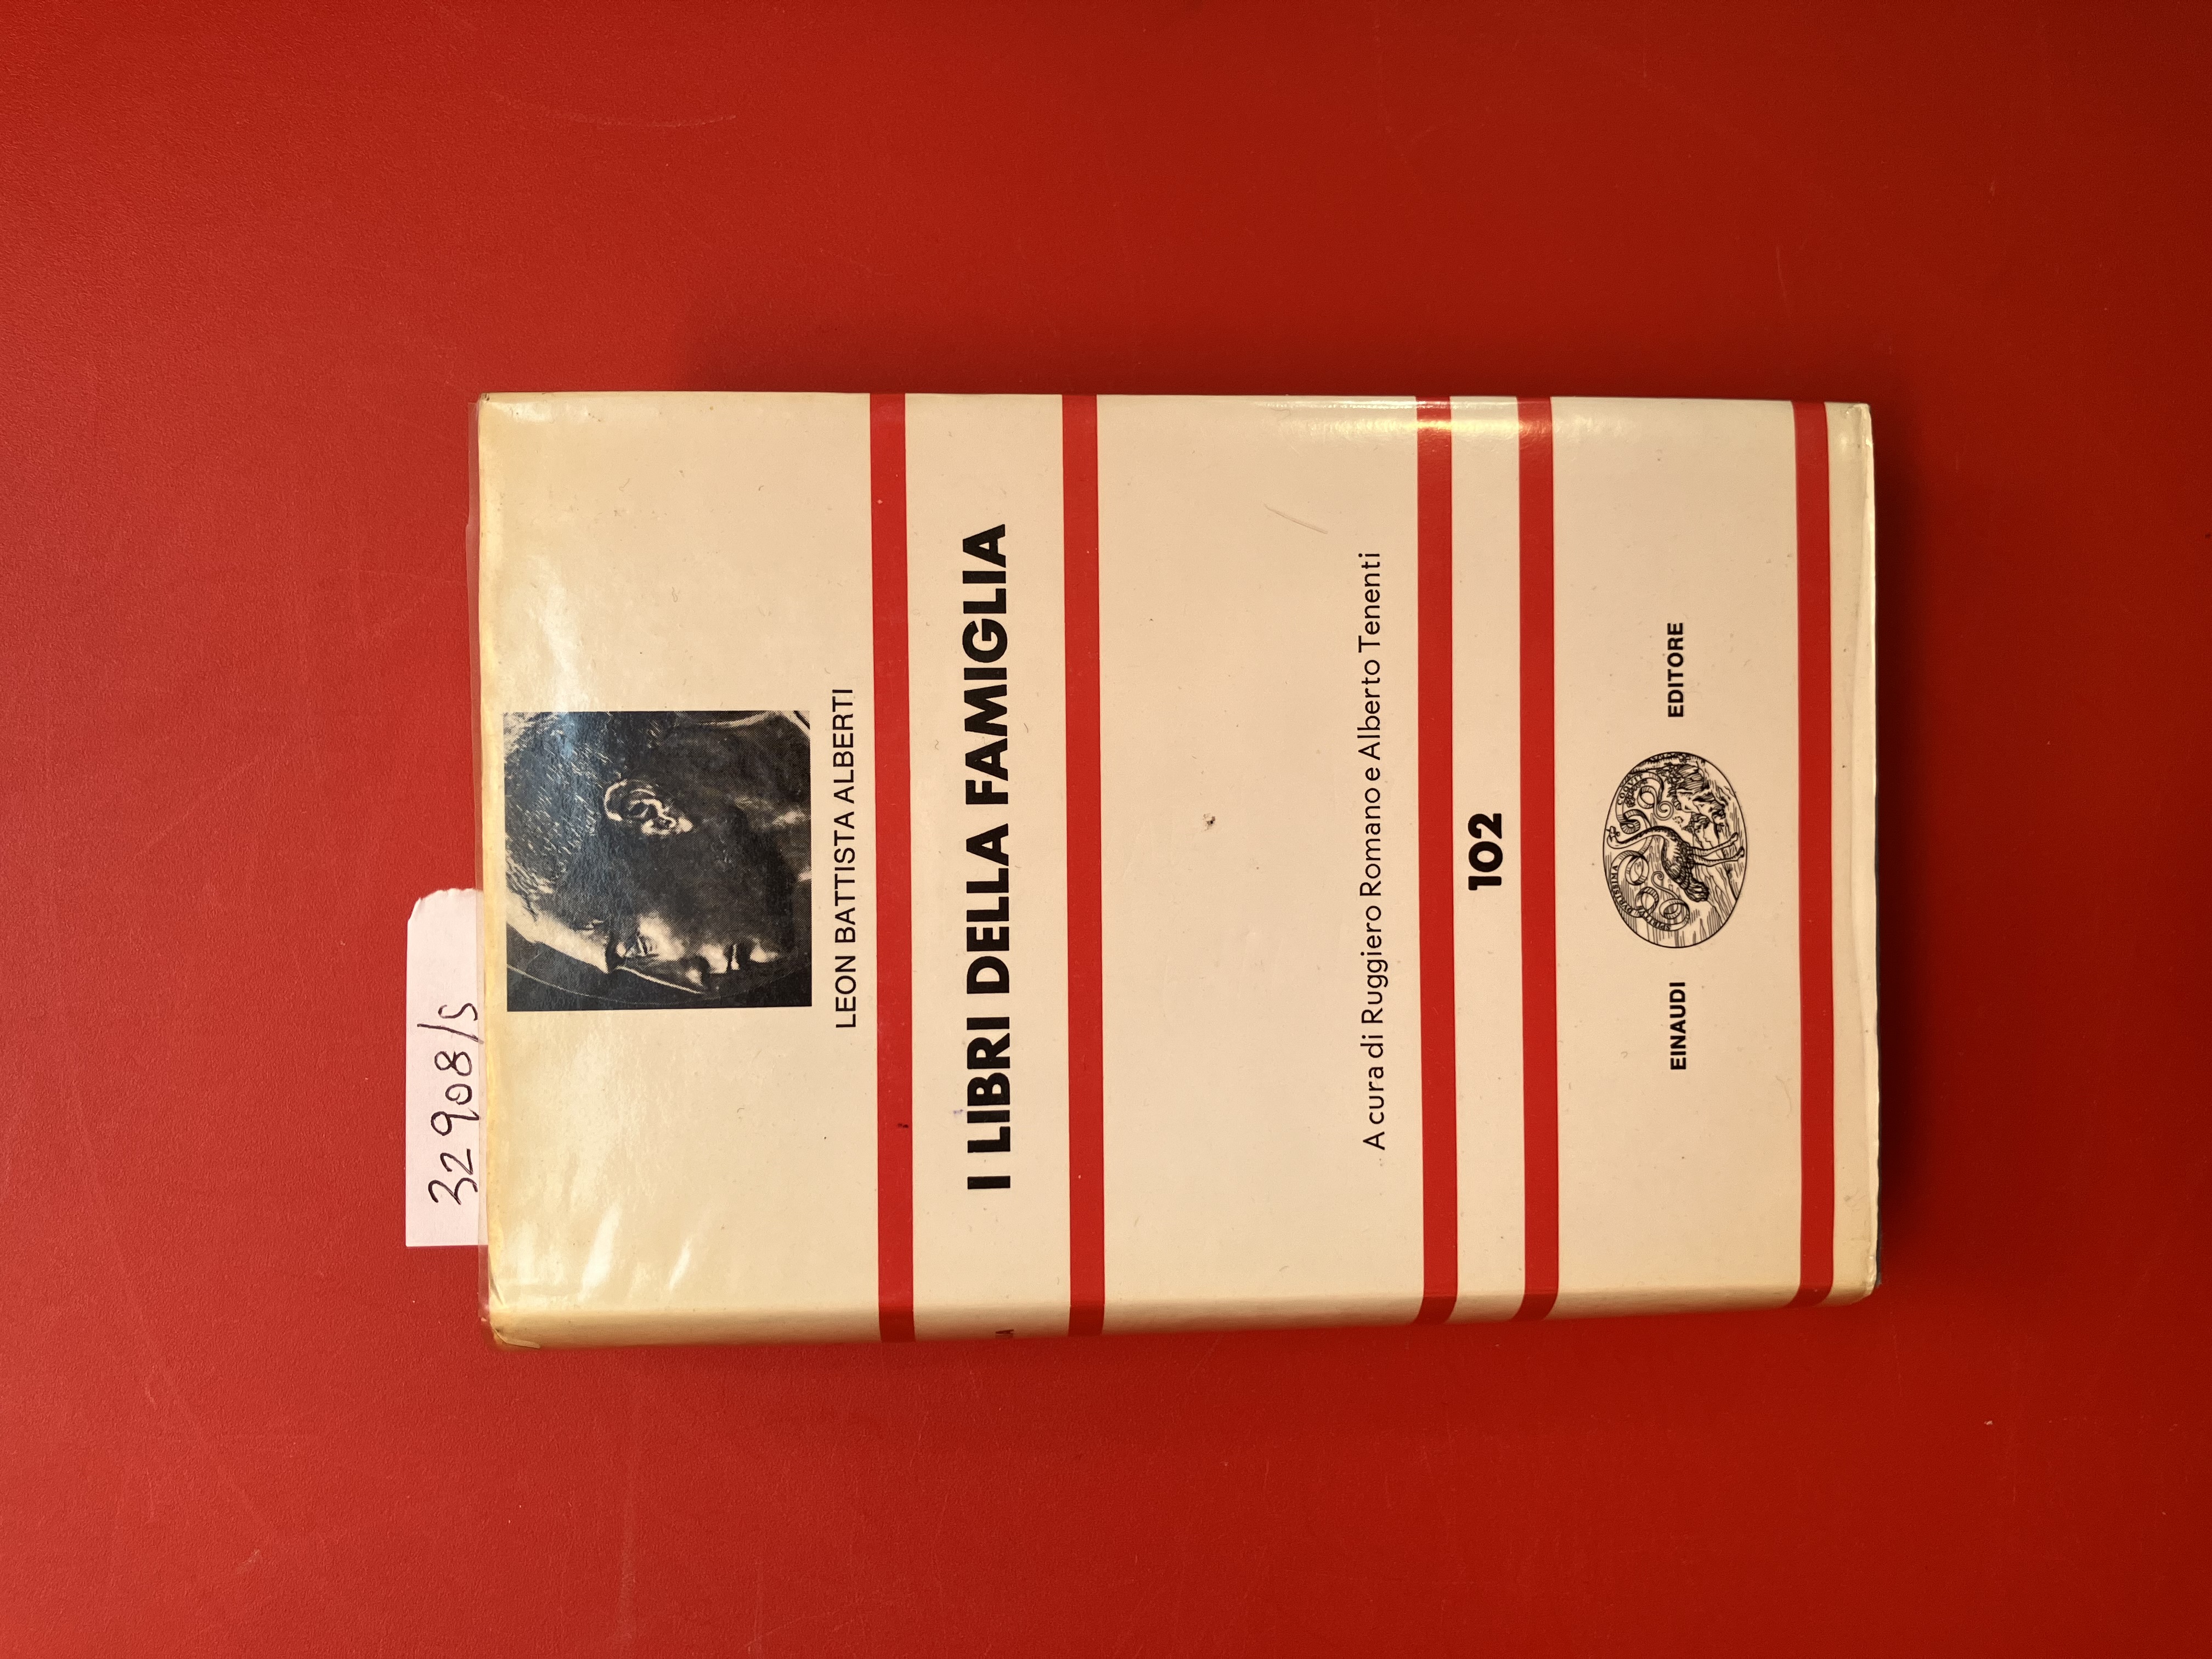 32908/S
LEON BATTISTA ALBERTI
I LIBRI DELLA FAMIGLIA
A cura di Ruggiero Romano e Alberto Tenenti
102
EINAUDI EDITORE